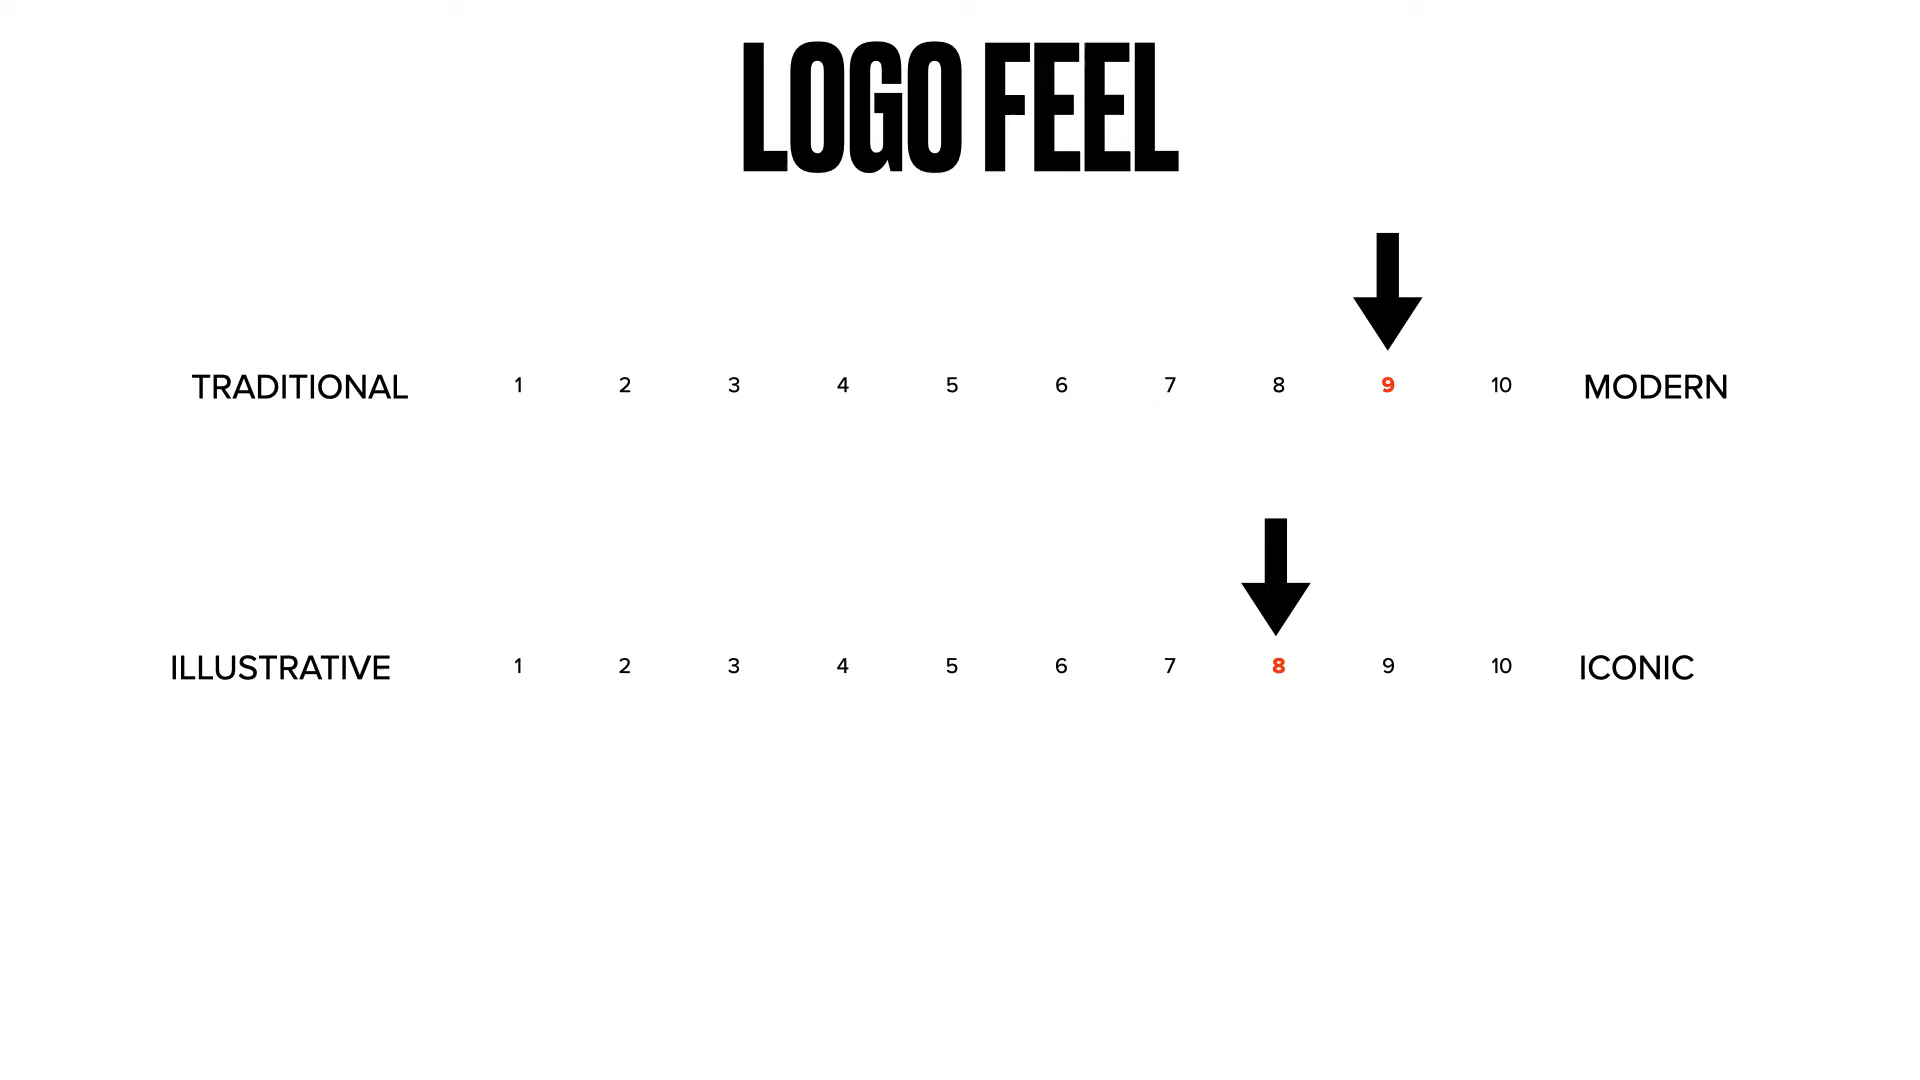 LOGO FEEL
TRADITIONAL 1 2 3 4 5 6 7 8 9 10 MODERN
ILLUSTRATIVE 1 2 3 4 5 6 7 8 9 10 ICONIC